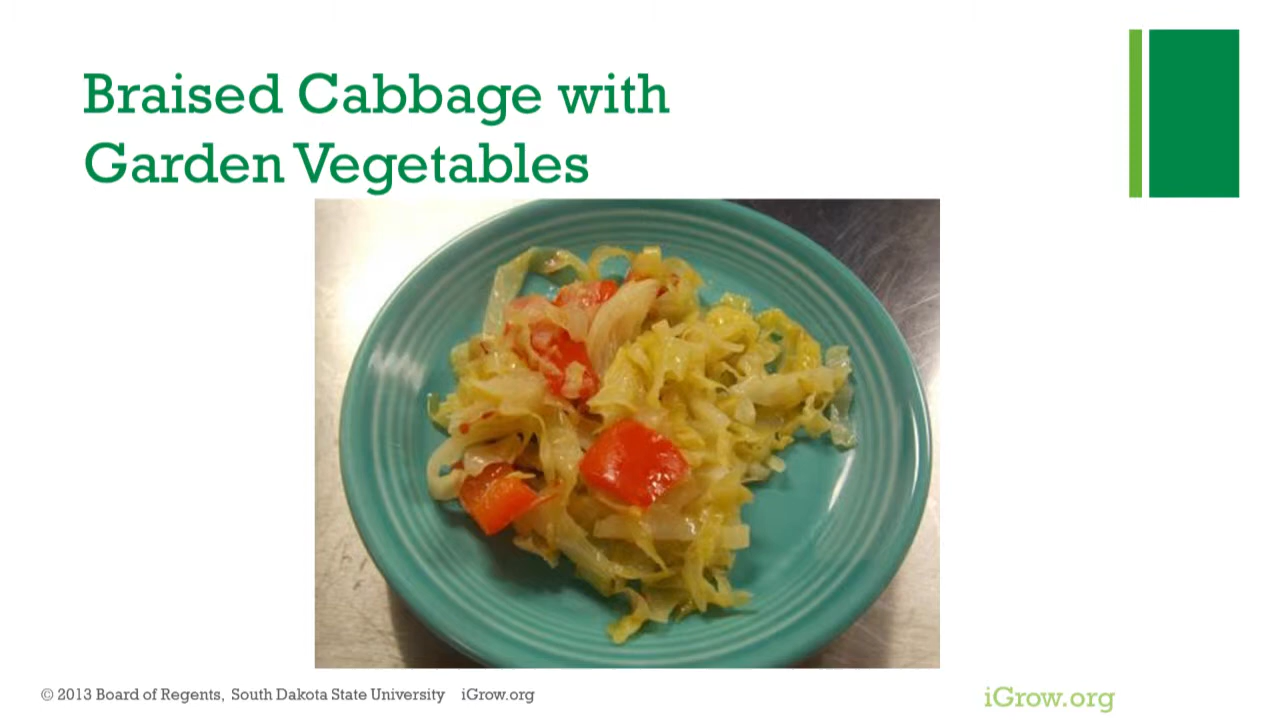 Braised Cabbage with
Garden Vegetables
© 2013 Board of Regents, South Dakota State University iGrow.org
iGrow.org